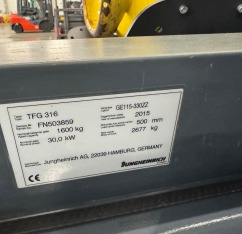 TFG 316 GE115-330ZZ
FN503859 2015
500 mm
1600 kg 2677 kg
30,0 kW
Jungheinrich AG, 22039 HAMBURG, GERMANY
CE JUNGHEINRICH